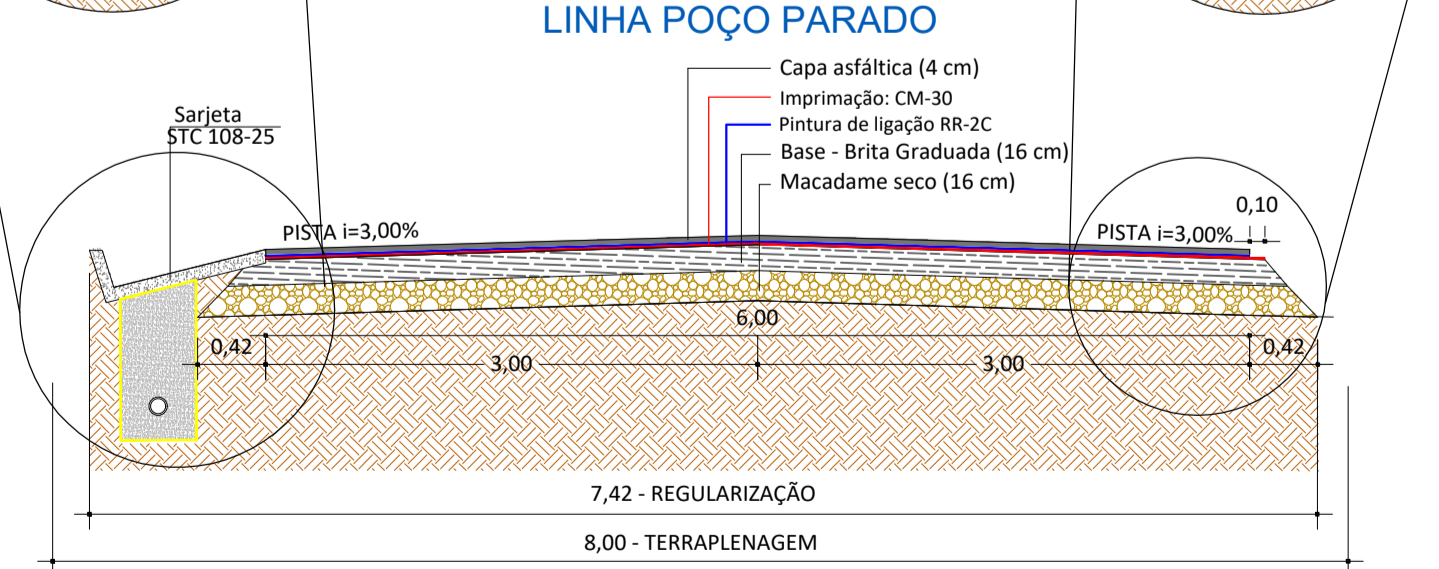 LINHA POÇO PARADO
Capa asfáltica (4 cm)
Imprimação: CM-30
Pintura de ligação RR-2C
Base - Brita Graduada (16 cm)
Macadame seco (16 cm)
Sarjeta
STC 108-25
0,10
PISTA i=3,00%
PISTA i=3,00%
6,00
0,42
0,42
3,00
3,00
7,42 - REGULARIZAÇÃO
8,00 - TERRAPLENAGEM